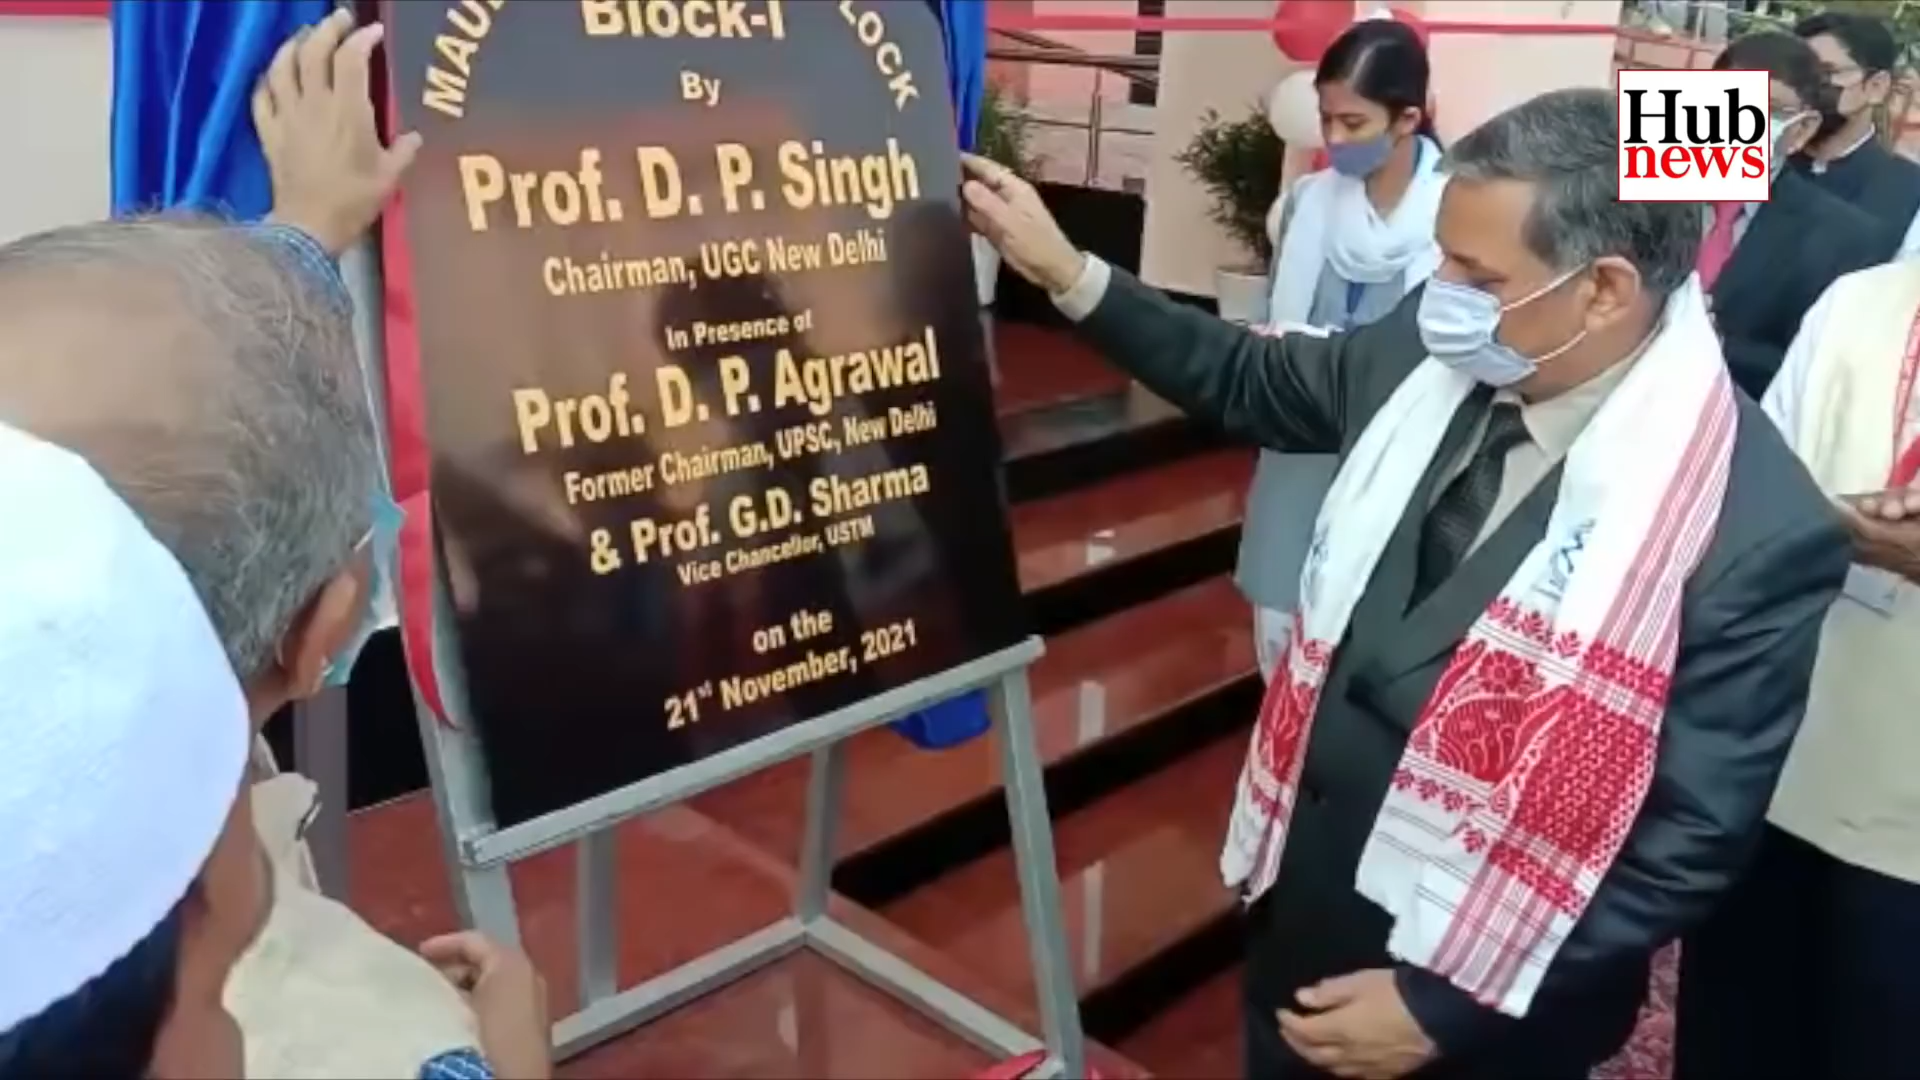 Block-I
LOCK
By
Prof. D. P. Singh
Chairman, UGC New Delhi
In Presence of
Prof. D. P. Agrawal
Former Chairman, UPSC, New Delhi
& Prof. G.D. Sharma
Vice Chancellor, USTM
on the
21st November, 2021
Hub
news